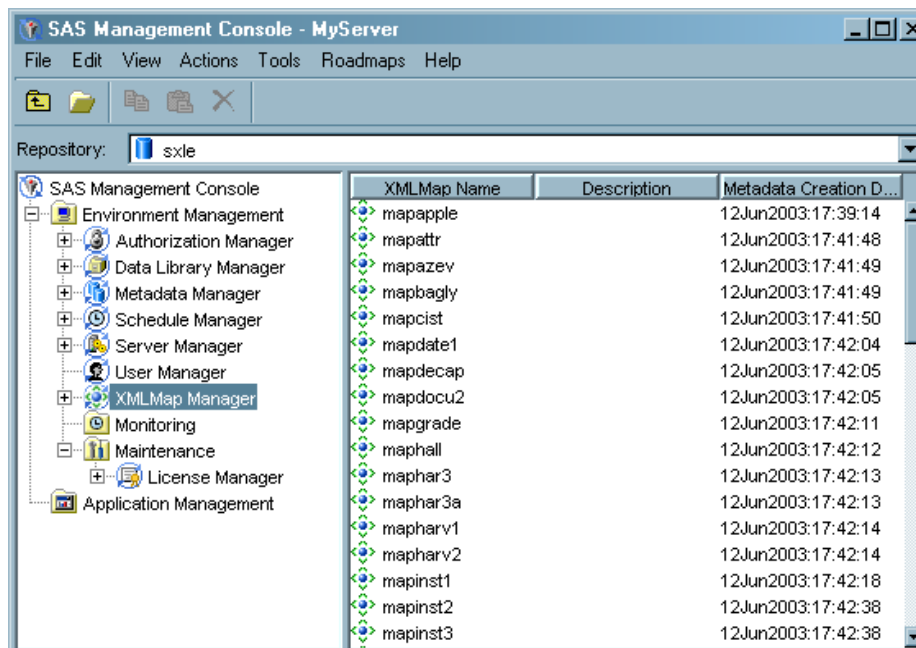 SAS Management Console - MyServer
File Edit View Actions Tools Roadmaps Help
Repository: sxle
SAS Management Console
Environment Management
Authorization Manager
Data Library Manager
Metadata Manager
Schedule Manager
Server Manager
User Manager
XMLMap Manager
Monitoring
Maintenance
License Manager
Application Management
XMLMap Name Description Metadata Creation D...
mapapple 12Jun2003:17:39:14
mapattr 12Jun2003:17:41:48
mapazev 12Jun2003:17:41:49
mapbagly 12Jun2003:17:41:49
mapcist 12Jun2003:17:41:50
mapdate1 12Jun2003:17:42:04
mapdecap 12Jun2003:17:42:05
mapdocu2 12Jun2003:17:42:05
mapgrade 12Jun2003:17:42:11
maphall 12Jun2003:17:42:12
maphar3 12Jun2003:17:42:13
maphar3a 12Jun2003:17:42:13
mapharv1 12Jun2003:17:42:14
mapharv2 12Jun2003:17:42:14
mapinst1 12Jun2003:17:42:18
mapinst2 12Jun2003:17:42:38
mapinst3 12Jun2003:17:42:38